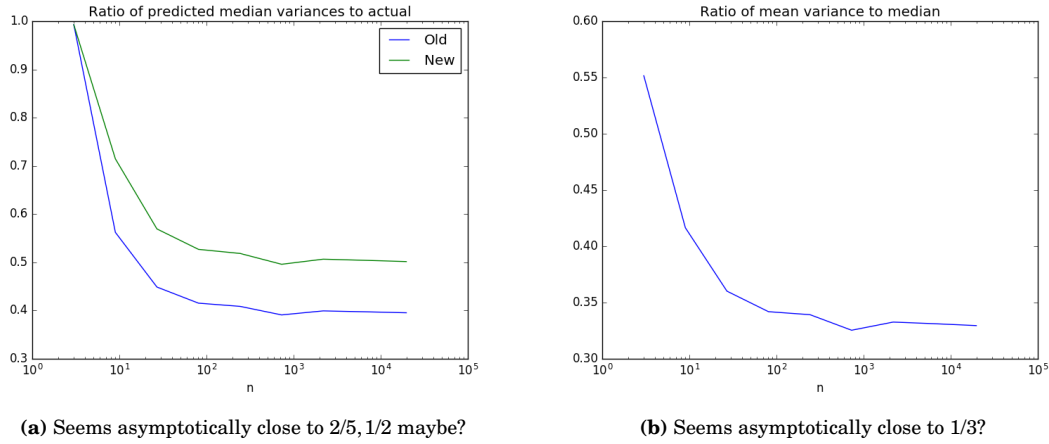 Ratio of predicted median variances to actual
1.0
0.9
0.8
0.7
0.6
0.5
0.4
0.3
Old
New
10^0 10^1 10^2 10^3 10^4 10^5
n
(a) Seems asymptotically close to 2/5, 1/2 maybe?
Ratio of mean variance to median
0.60
0.55
0.50
0.45
0.40
0.35
0.30
10^0 10^1 10^2 10^3 10^4 10^5
n
(b) Seems asymptotically close to 1/3?